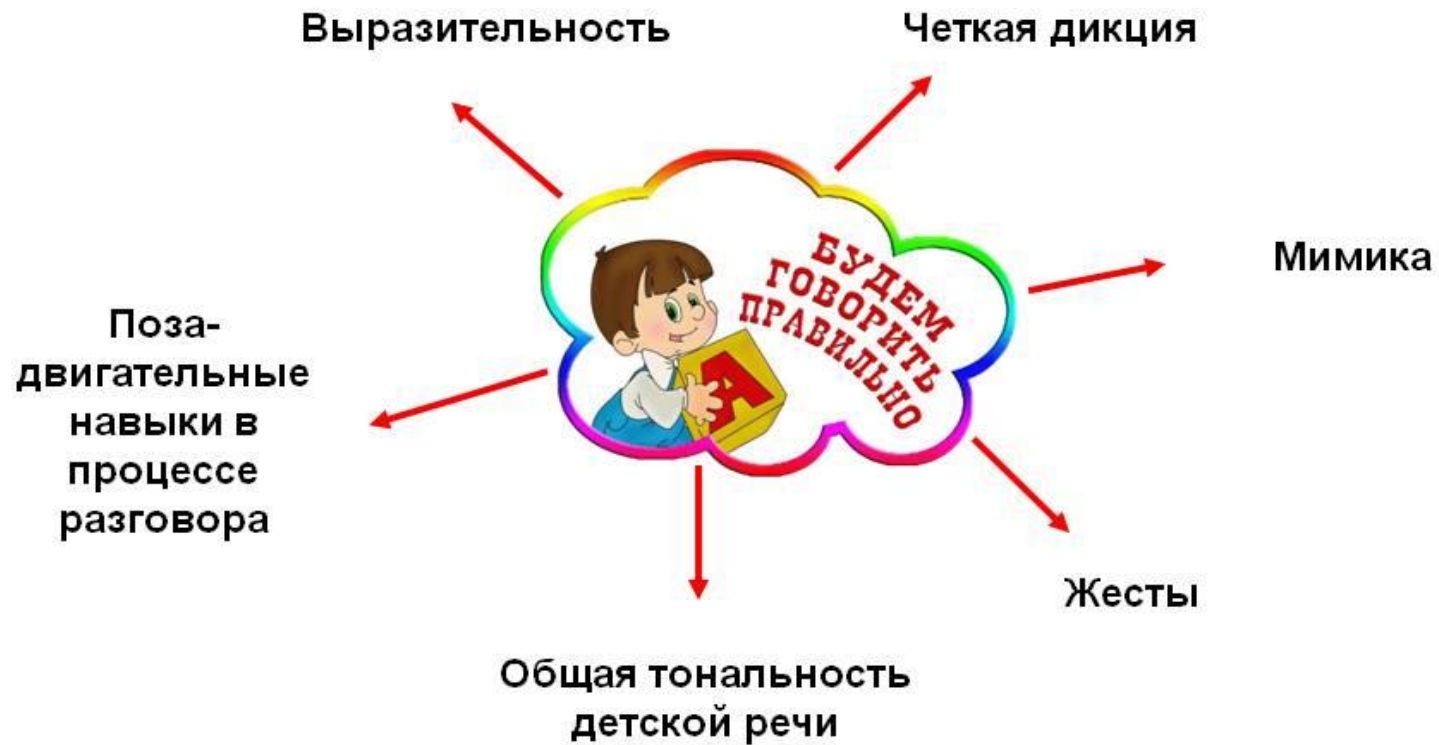 Выразительность
Четкая дикция
Мимика
БУДЕМ
ГОВОРИТЬ
ПРАВИЛЬНО
А
Поза-
двигательные
навыки в
процессе
разговора
Жесты
Общая тональность
детской речи